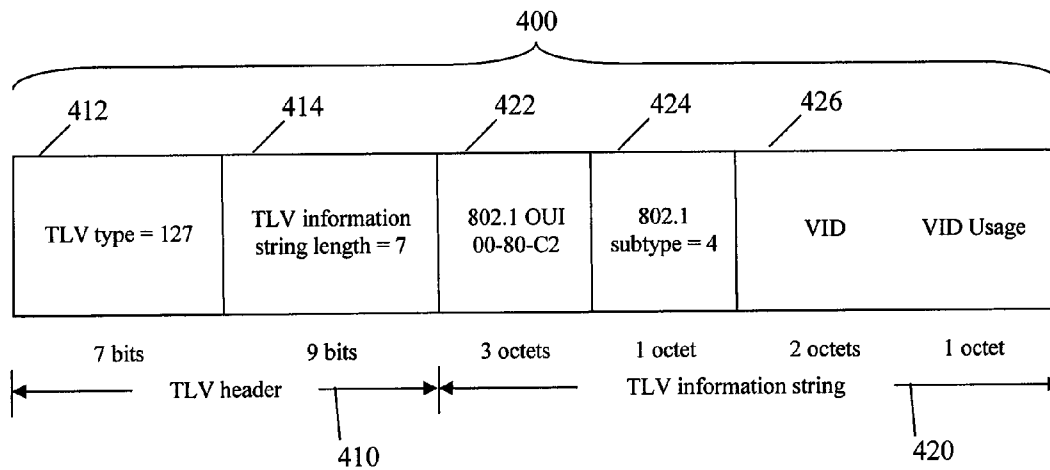 400
412
414
422
424
426
TLV type = 127
TLV information
string length = 7
802.1 OUI
00-80-C2
802.1
subtype = 4
VID
VID Usage
7 bits
9 bits
3 octets
1 octet
2 octets
1 octet
TLV header
TLV information string
410
420